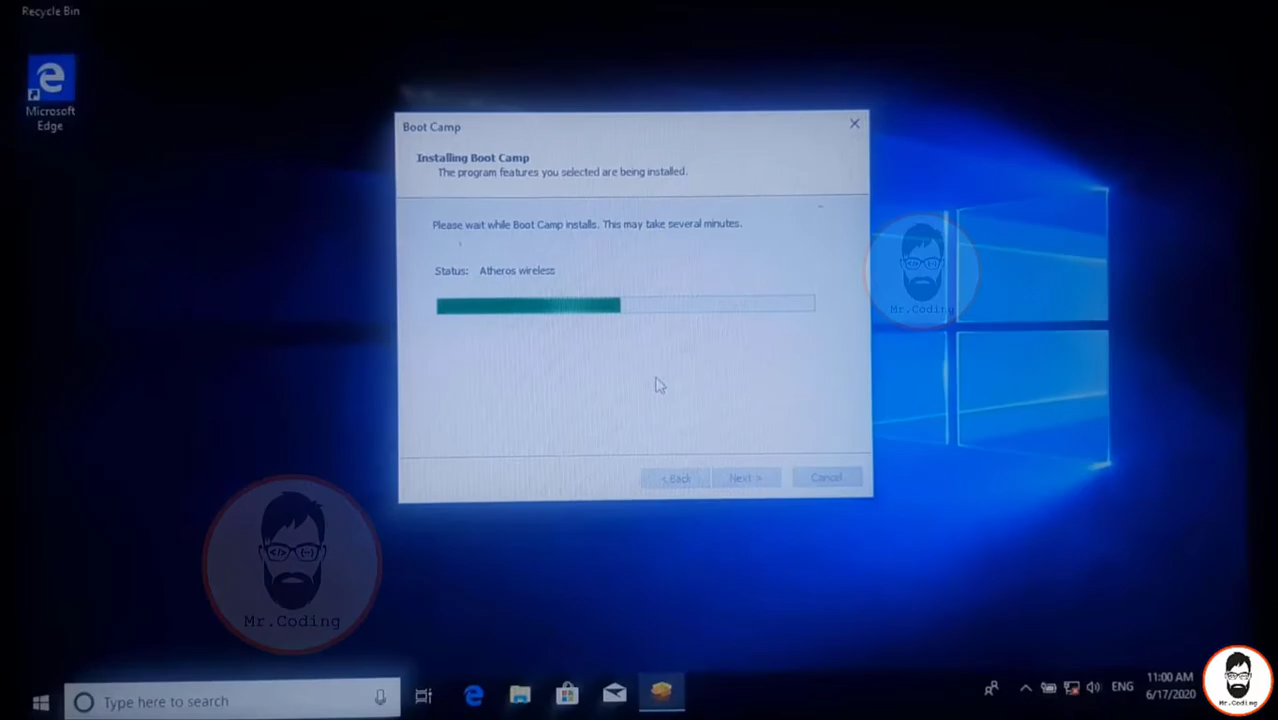 Recycle Bin
Microsoft
Edge
Boot Camp
Installing Boot Camp
The program features you selected are being installed.
Please wait while Boot Camp installs. This may take several minutes.
Status: Atheros wireless
< Back
Next >
Cancel
</> {··}
Mr.Coding
</> {··}
Mr.Coding
Type here to search
ENG
11:00 AM
6/17/2020
Mr.Coding